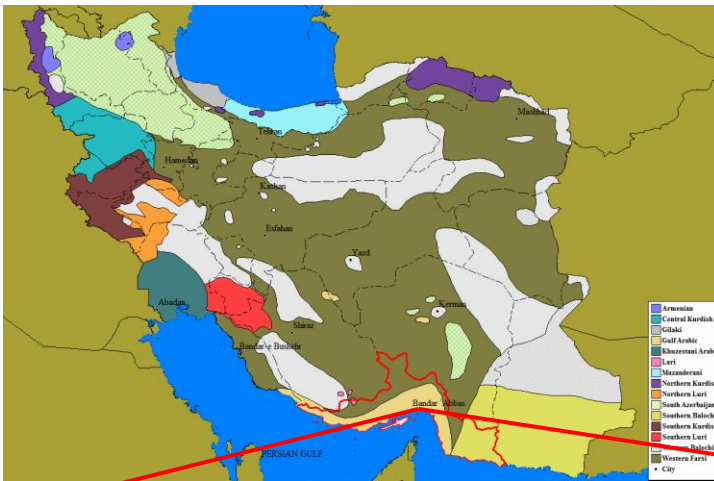 Mashhad
Tehran
Hamedan
Kashan
Esfahan
Yazd
Abadan
Kerman
Shiraz
Bandar-e Bushehr
Bandar Abbas
PERSIAN GULF
Armenian
Central Kurdish
Gilaki
Gulf Arabic
Khuzestani Arab
Lari
Mazanderani
Northern Kurdis
Northern Luri
South Azerbaijan
Southern Baloch
Southern Kurdis
Southern Luri
Balochi
Western Farsi
City